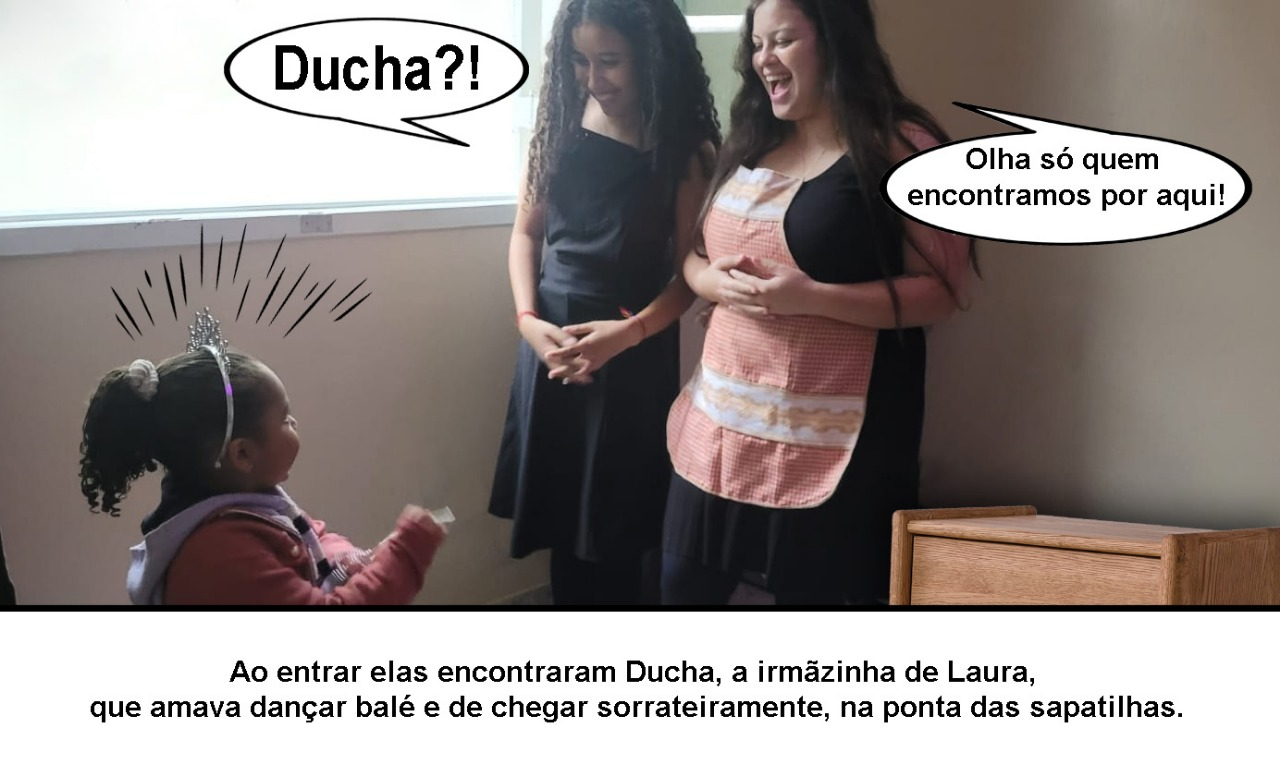 Ducha?!
Olha só quem
encontramos por aqui!
Ao entrar elas encontraram Ducha, a irmãzinha de Laura,
que amava dançar balé e de chegar sorrateiramente, na ponta das sapatilhas.